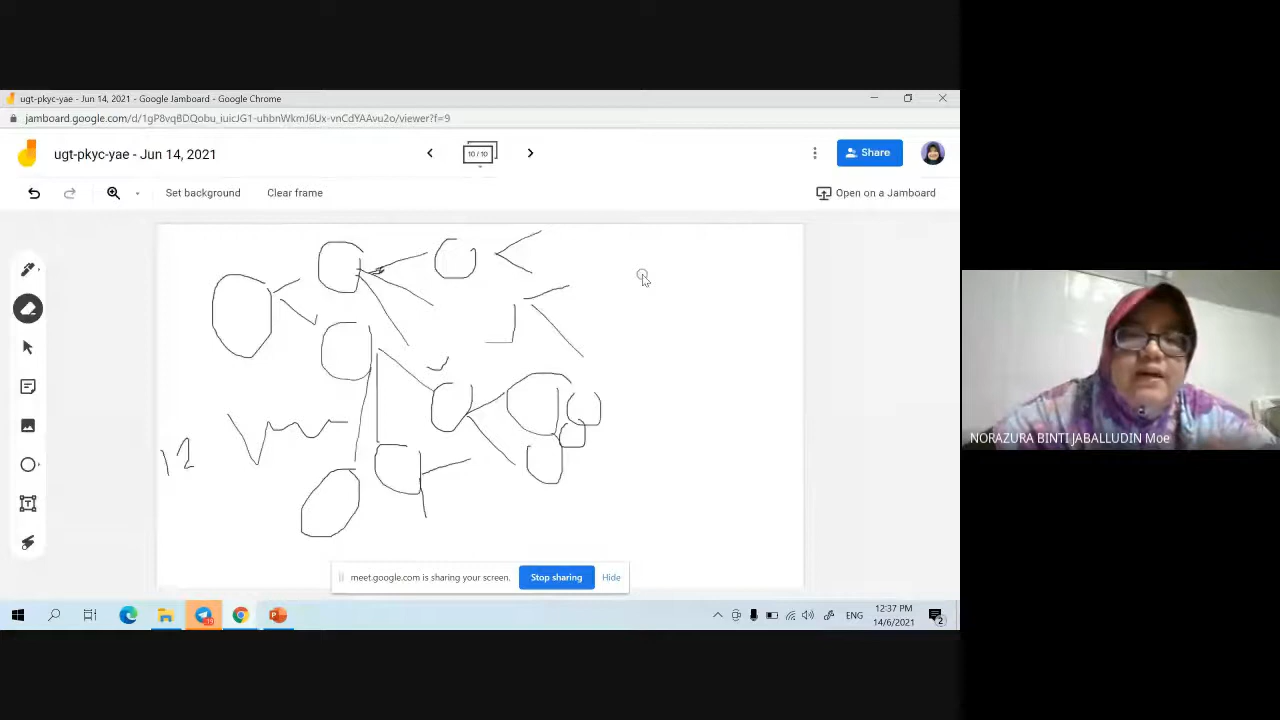 ugt-pkyc-yae - Jun 14, 2021 - Google Jamboard - Google Chrome
jamboard.google.com/d/1gP8vqBDQobu_iuicJG1-uhbnWkmJ6Ux-vnCdYAAvu2o/viewer?f=9
ugt-pkyc-yae - Jun 14, 2021
10 / 10
Share
Set background
Clear frame
Open on a Jamboard
12
meet.google.com is sharing your screen.
Stop sharing
Hide
NORAZURA BINTI JABALLUDIN Moe
ENG
12:37 PM
14/6/2021
2